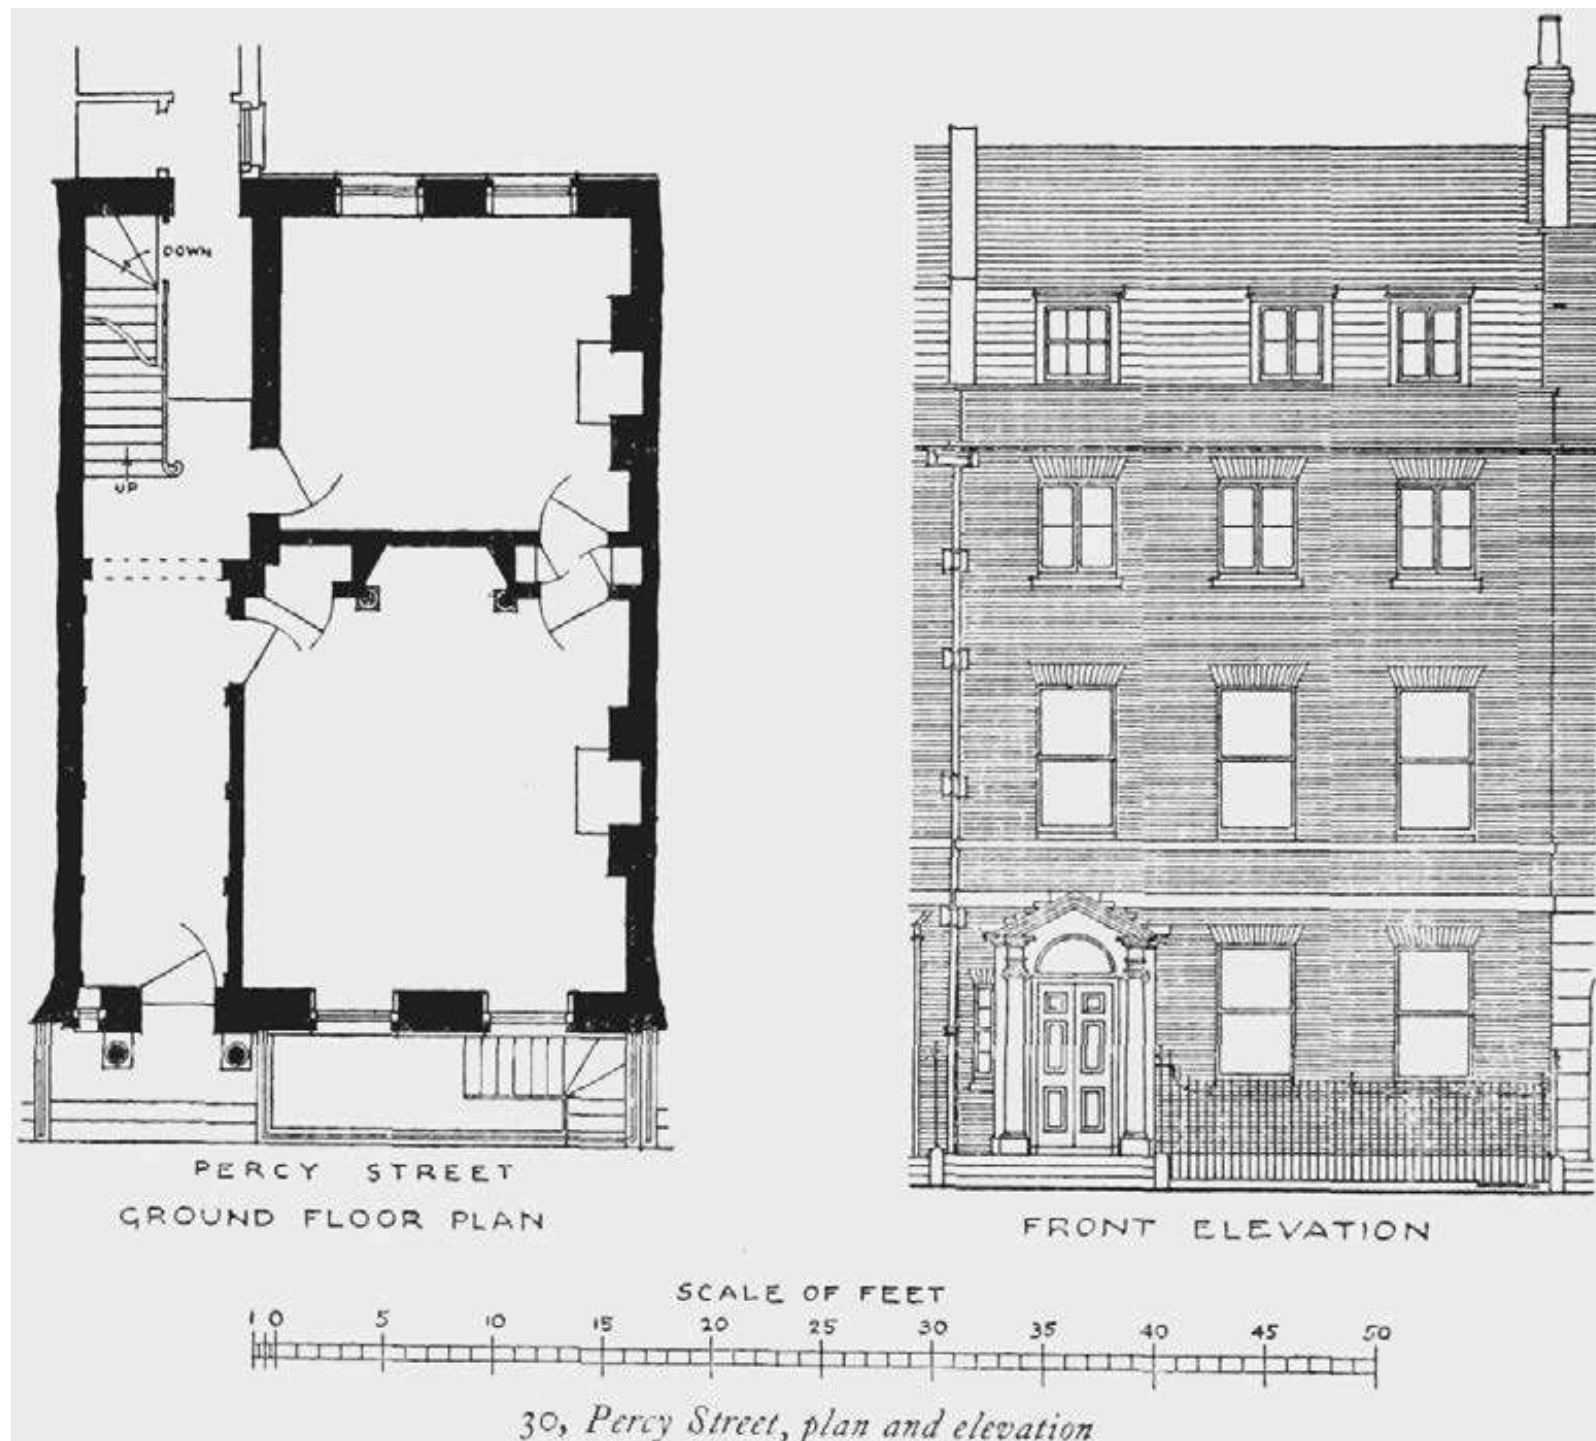 DOWN
UP
PERCY STREET
GROUND FLOOR PLAN
FRONT ELEVATION
SCALE OF FEET
1 0 5 10 15 20 25 30 35 40 45 50
30, Percy Street, plan and elevation